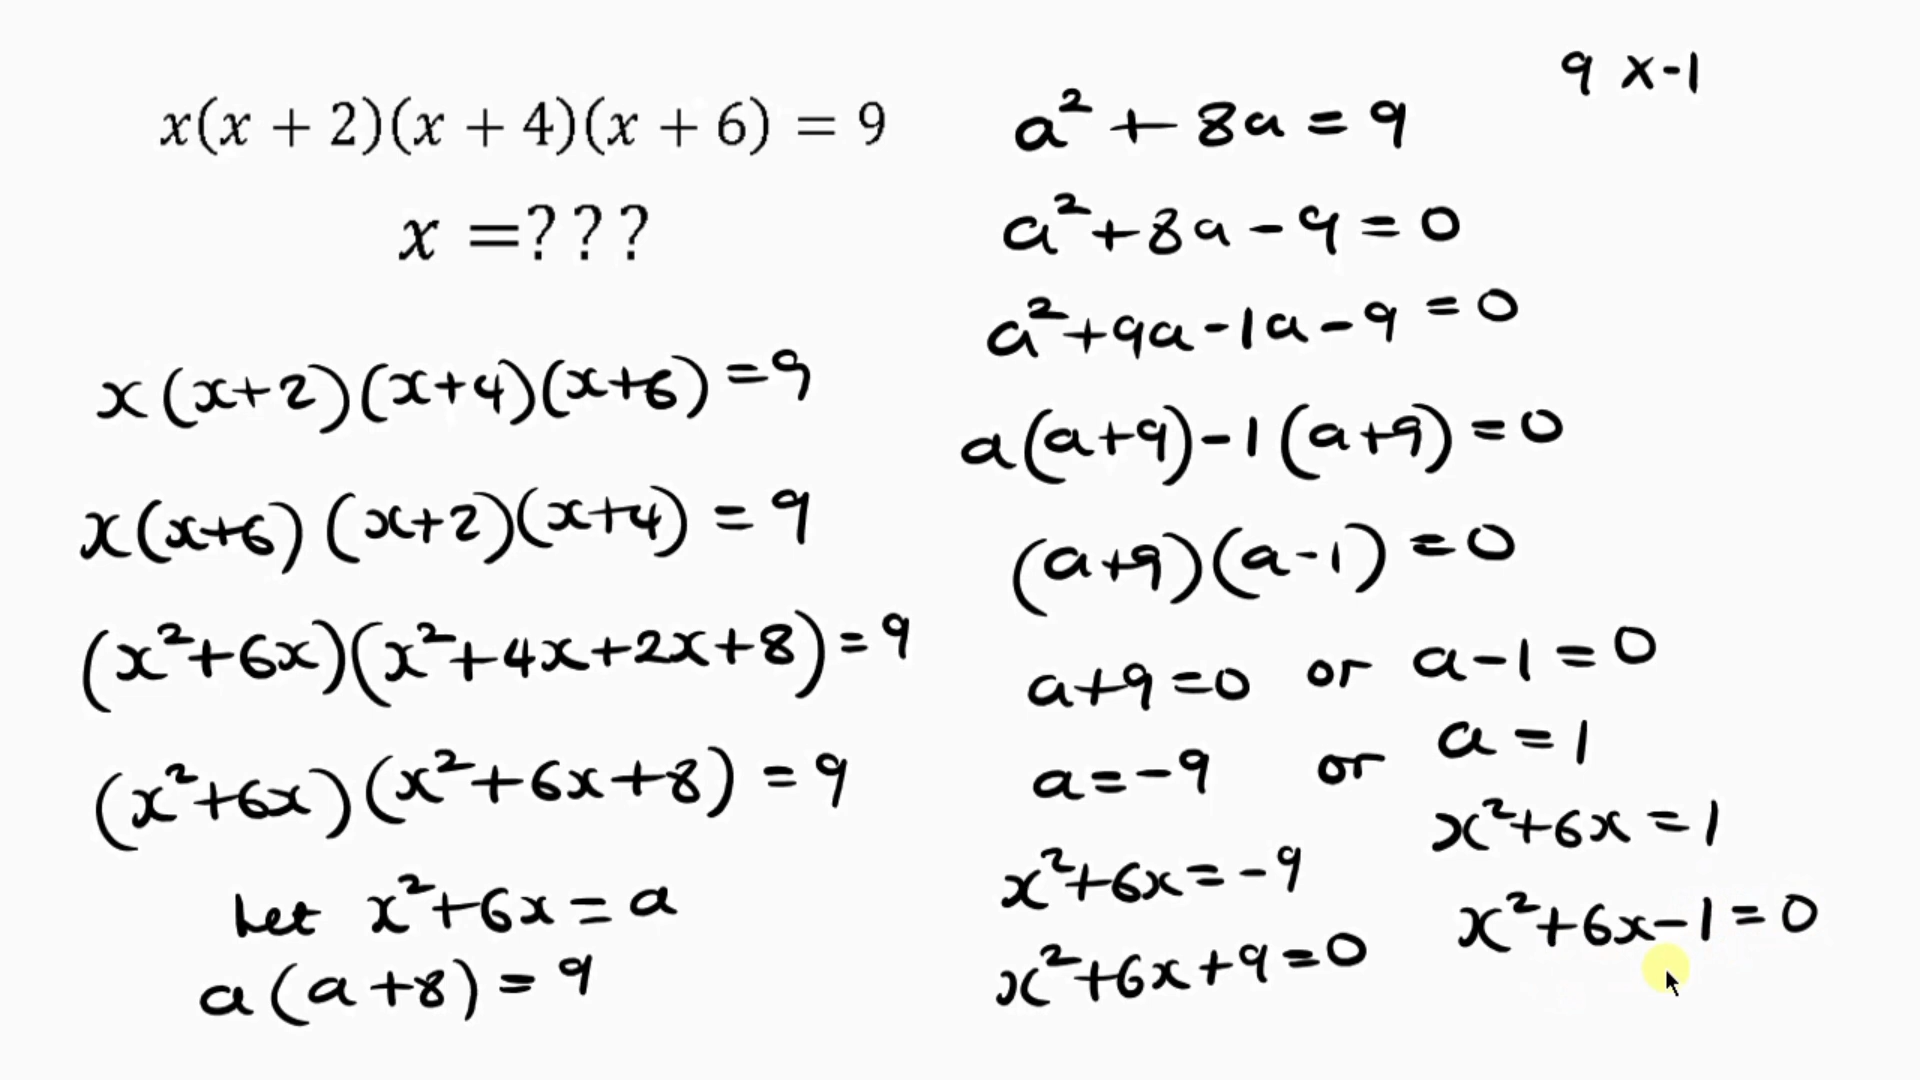 x(x + 2)(x + 4)(x + 6) = 9
x =???
x(x+2)(x+4)(x+6)=9
x(x+6)(x+2)(x+4) = 9
(x²+6x)(x²+4x+2x+8)=9
(x²+6x)(x²+6x+8) = 9
Let x²+6x=a
a(a+8)=9
9 x-1
a²+8a=9
a²+8a-9=0
a²+9a-1a-9=0
a(a+9)-1(a+9)=0
(a+9)(a-1)=0
a+9=0 or a-1=0
a=-9 or a=1
x²+6x=-9 x²+6x=1
x²+6x+9=0 x²+6x-1=0